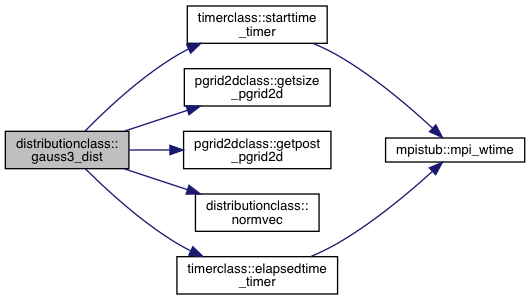 timerclass::starttime
_timer
pgrid2dclass::getsize
_pgrid2d
distributionclass::
gauss3_dist
pgrid2dclass::getpost
_pgrid2d
mpistub::mpi_wtime
distributionclass::
normvec
timerclass::elapsedtime
_timer